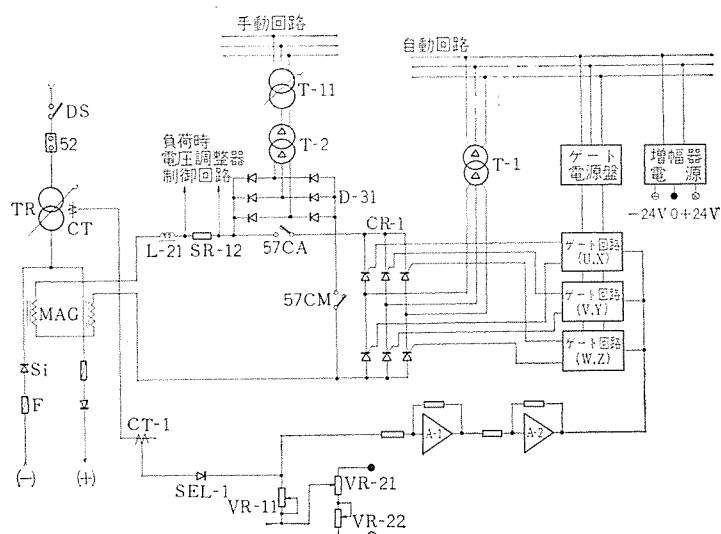 手動回路
自動回路
T-11
DS
52
負荷時
電圧調整器
制御回路
T-2
T-1
ゲート
電源盤
増幅器
電源
D-31
TR
CT
CR-1
-24V 0 +24V
L-21
SR-12
57CA
ゲート回路
(U.X)
57CM
MAG
ゲート回路
(V.Y)
ゲート回路
(W.Z)
Si
F
CT-1
A-1
A-2
(-)
(+)
SEL-1
VR-11
VR-21
VR-22